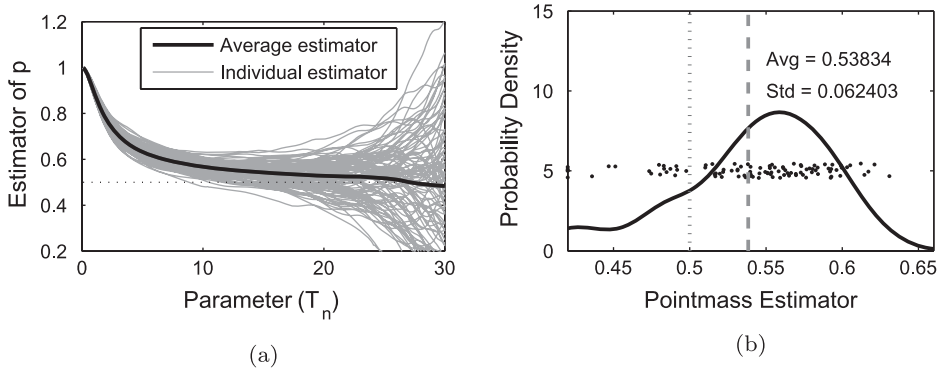 1.2
1
0.8
0.6
0.4
0.2
Estimator of p
Average estimator
Individual estimator
0
10
20
30
Parameter (T_n)
(a)
15
10
5
0
Probability Density
Avg = 0.53834
Std = 0.062403
0.45
0.5
0.55
0.6
0.65
Pointmass Estimator
(b)